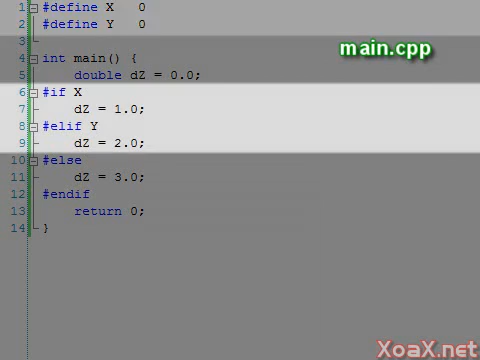 main.cpp
1 #define X   0
2 #define Y   0
3
4 int main() {
5     double dZ = 0.0;
6 #if X
7     dZ = 1.0;
8 #elif Y
9     dZ = 2.0;
10 #else
11     dZ = 3.0;
12 #endif
13     return 0;
14 }
XoaX.net